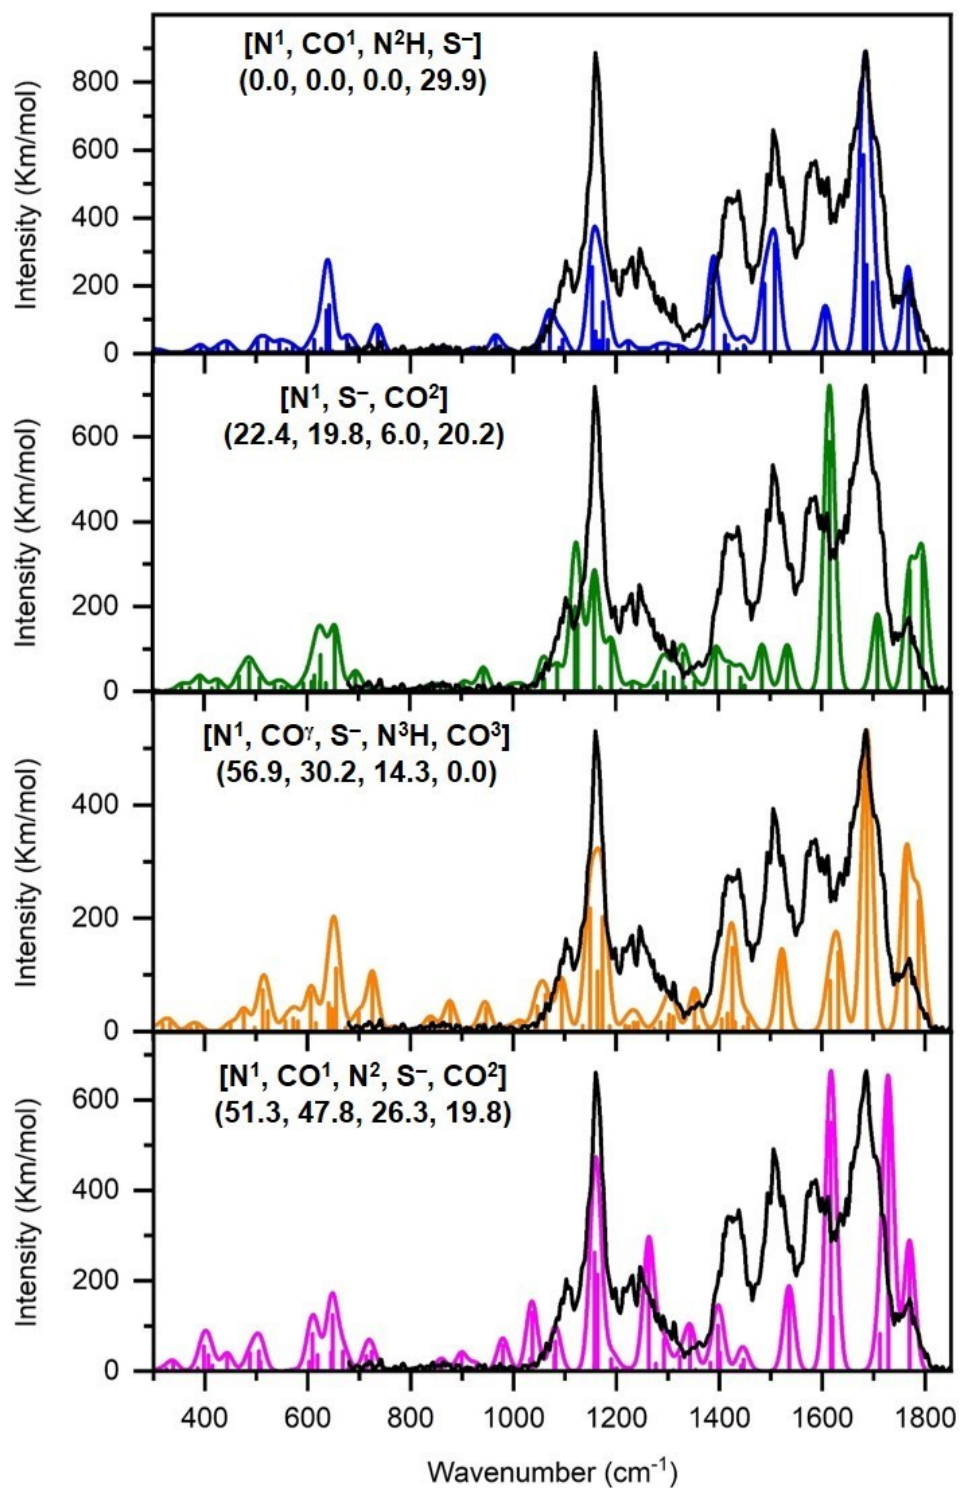 [N¹, CO¹, N²H, S⁻]
(0.0, 0.0, 0.0, 29.9)
Intensity (Km/mol)
800
600
400
200
0
[N¹, S⁻, CO²]
(22.4, 19.8, 6.0, 20.2)
Intensity (Km/mol)
600
400
200
0
[N¹, COᵞ, S⁻, N³H, CO³]
(56.9, 30.2, 14.3, 0.0)
Intensity (Km/mol)
400
200
0
[N¹, CO¹, N², S⁻, CO²]
(51.3, 47.8, 26.3, 19.8)
Intensity (Km/mol)
600
400
200
0
400 600 800 1000 1200 1400 1600 1800
Wavenumber (cm⁻¹)